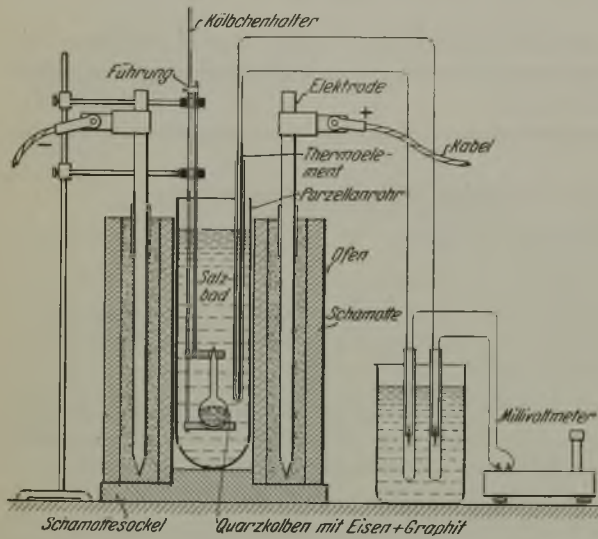 Kölbchenhalter
Führung
Elektrode
+
-
Kabel
Thermoele-
ment
Porzellanrohr
Ofen
Salz-
bad
Schamotte
Millivoltmeter
Schamottesockel
Quarzkolben mit Eisen+Graphit